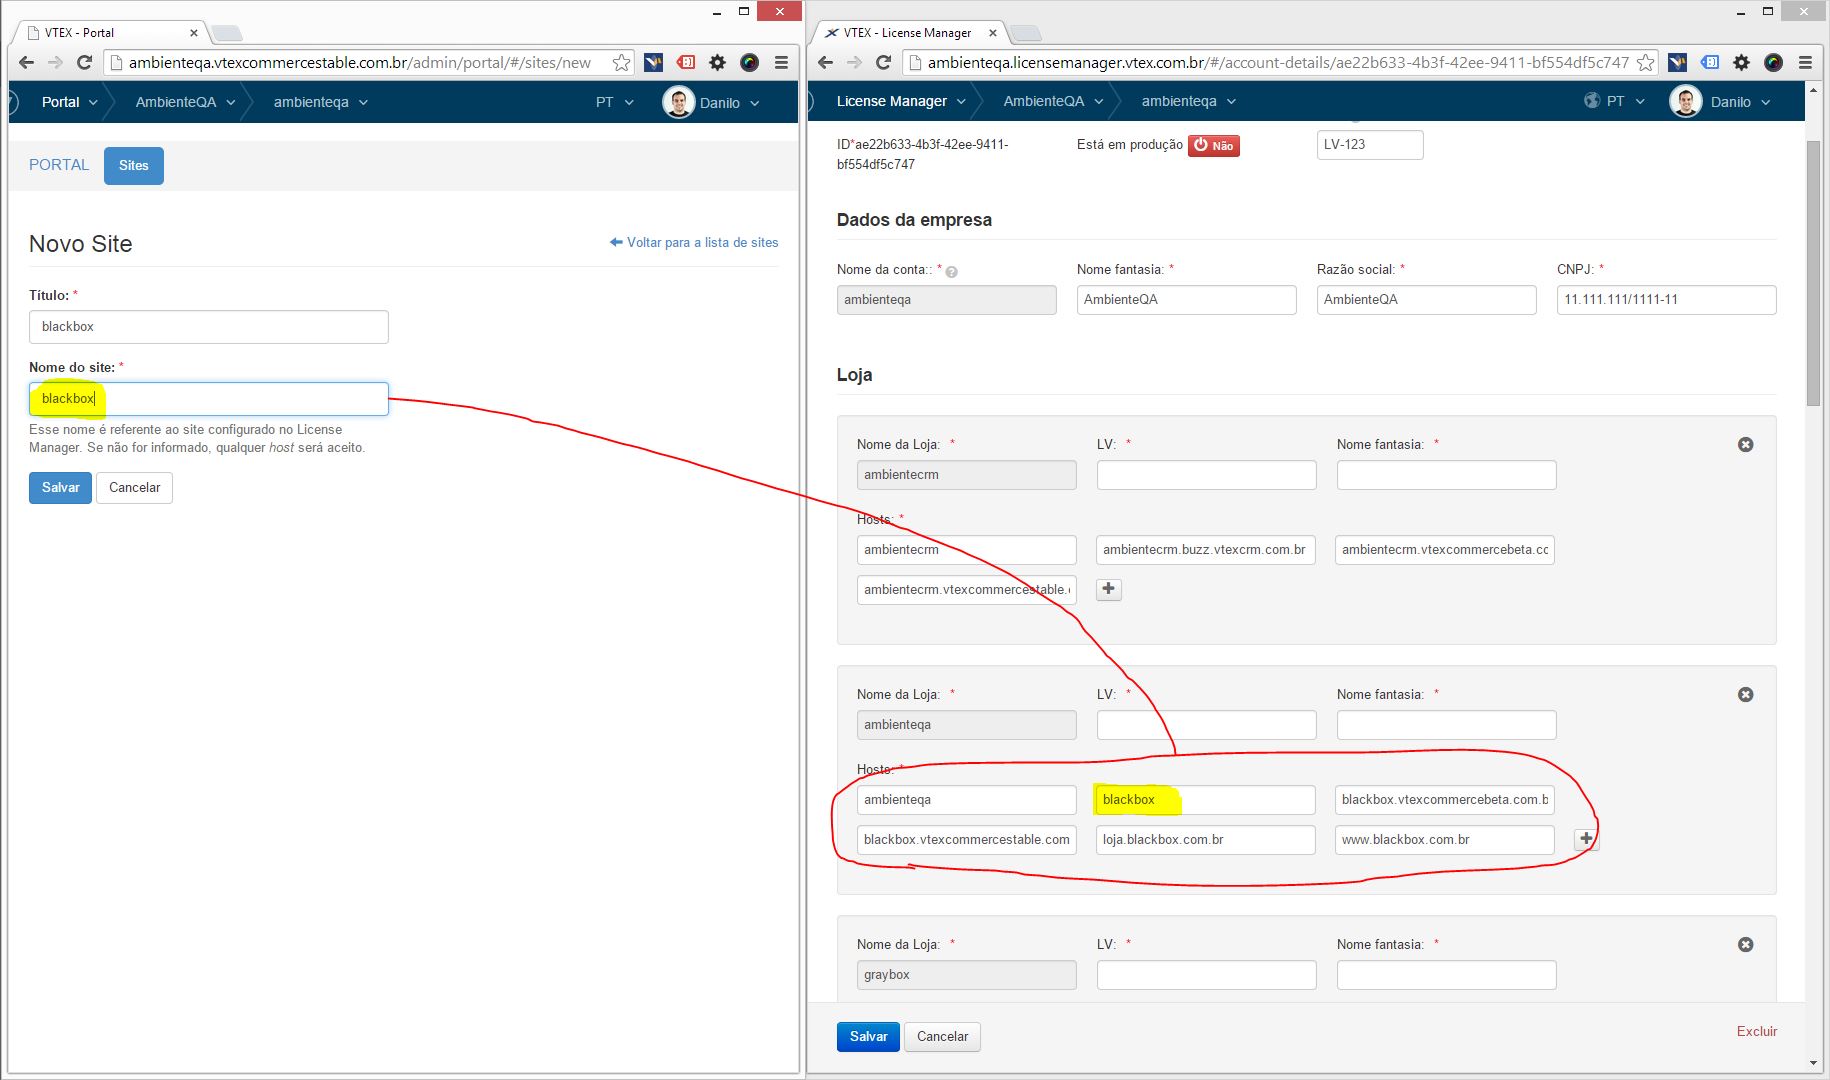 VTEX - Portal
ambienteqa.vtexcommercestable.com.br/admin/portal/#/sites/new
Portal AmbienteQA ambienteqa PT Danilo
PORTAL Sites
Novo Site
Voltar para a lista de sites
Título: *
blackbox
Nome do site: *
blackbox
Esse nome é referente ao site configurado no License
Manager. Se não for informado, qualquer host será aceito.
Salvar Cancelar
VTEX - License Manager
ambienteqa.licensemanager.vtex.com.br/#/account-details/ae22b633-4b3f-42ee-9411-bf554df5c747
License Manager AmbienteQA ambienteqa PT Danilo
ID*ae22b633-4b3f-42ee-9411-
bf554df5c747
Está em produção Não
LV-123
Dados da empresa
Nome da conta:: * Nome fantasia: * Razão social: * CNPJ: *
ambienteqa AmbienteQA AmbienteQA 11.111.111/1111-11
Loja
Nome da Loja: * LV: * Nome fantasia: *
ambientecrm
Hosts: *
ambientecrm ambientecrm.buzz.vtexcrm.com.br ambientecrm.vtexcommercebeta.cc
ambientecrm.vtexcommercestable.
Nome da Loja: * LV: * Nome fantasia: *
ambienteqa
Hosts: *
ambienteqa blackbox blackbox.vtexcommercebeta.com.b
blackbox.vtexcommercestable.com loja.blackbox.com.br www.blackbox.com.br
Nome da Loja: * LV: * Nome fantasia: *
graybox
Salvar Cancelar Excluir